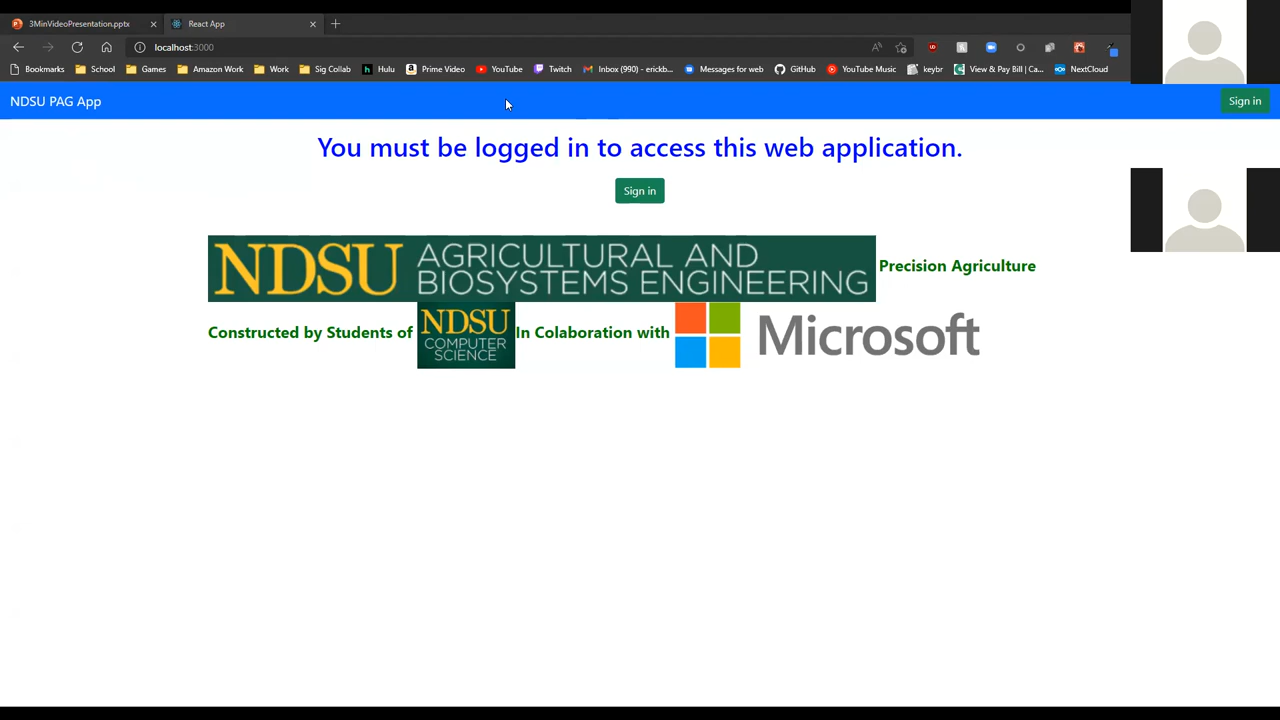 3MinVideoPresentation.pptx React App
localhost:3000
Bookmarks School Games Amazon Work Work Sig Collab Hulu Prime Video YouTube Twitch Inbox (990) - erickb... Messages for web GitHub YouTube Music keybr View & Pay Bill | Ca... NextCloud
NDSU PAG App Sign in
You must be logged in to access this web application.
Sign in
NDSU AGRICULTURAL AND
BIOSYSTEMS ENGINEERING Precision Agriculture
Constructed by Students of NDSU COMPUTER SCIENCE In Colaboration with Microsoft